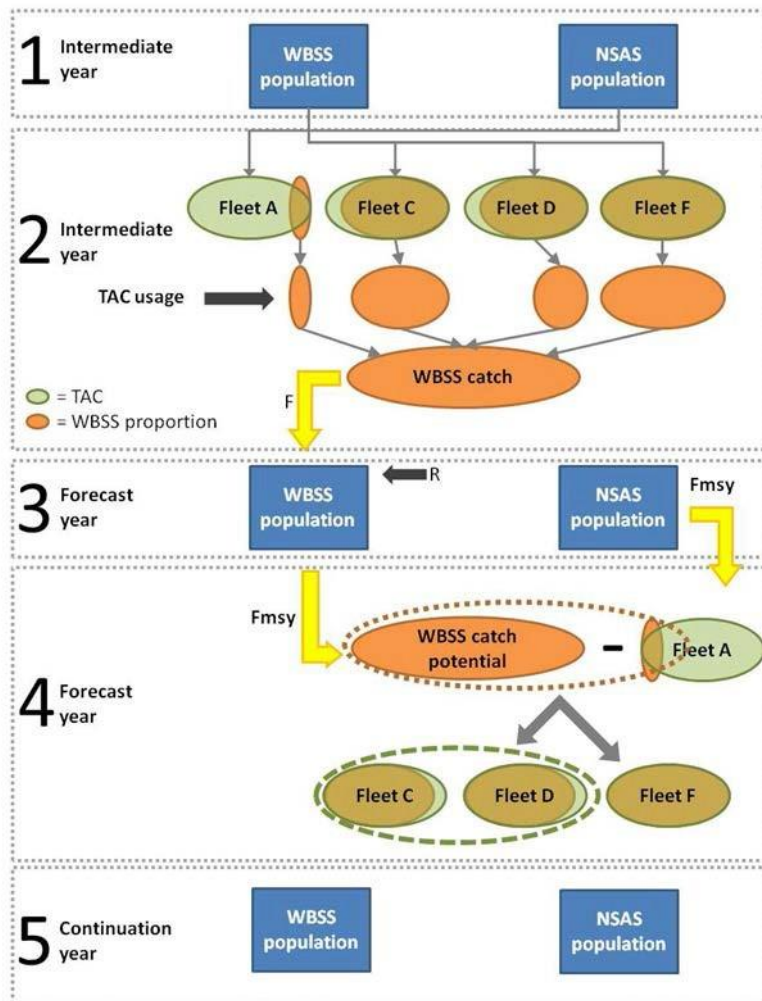 1
Intermediate
year
WBSS
population
NSAS
population
2
Intermediate
year
Fleet A
Fleet C
Fleet D
Fleet F
TAC usage
WBSS catch
= TAC
= WBSS proportion
F
3
Forecast
year
WBSS
population
R
NSAS
population
Fmsy
4
Forecast
year
Fmsy
WBSS catch
potential
-
Fleet A
Fleet C
Fleet D
Fleet F
5
Continuation
year
WBSS
population
NSAS
population